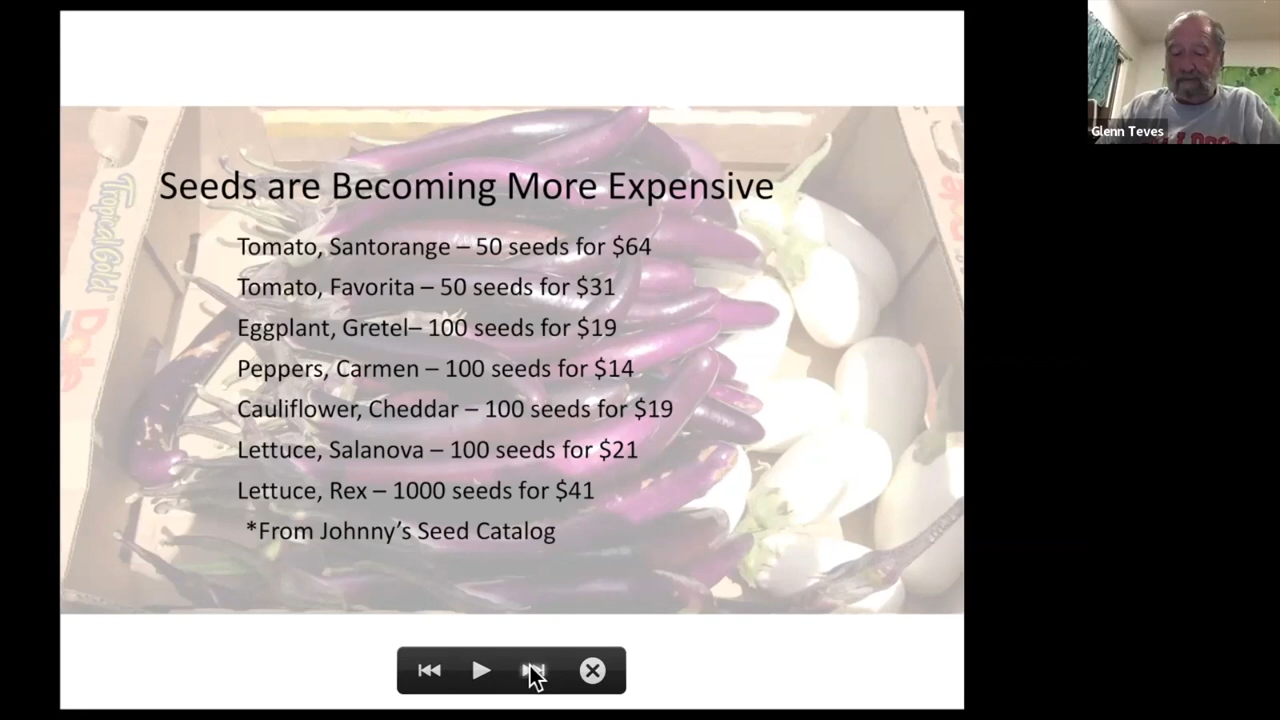 Seeds are Becoming More Expensive
Tomato, Santorange – 50 seeds for $64
Tomato, Favorita – 50 seeds for $31
Eggplant, Gretel– 100 seeds for $19
Peppers, Carmen – 100 seeds for $14
Cauliflower, Cheddar – 100 seeds for $19
Lettuce, Salanova – 100 seeds for $21
Lettuce, Rex – 1000 seeds for $41
*From Johnny’s Seed Catalog
Tropical Gold
Dole
Glenn Teves